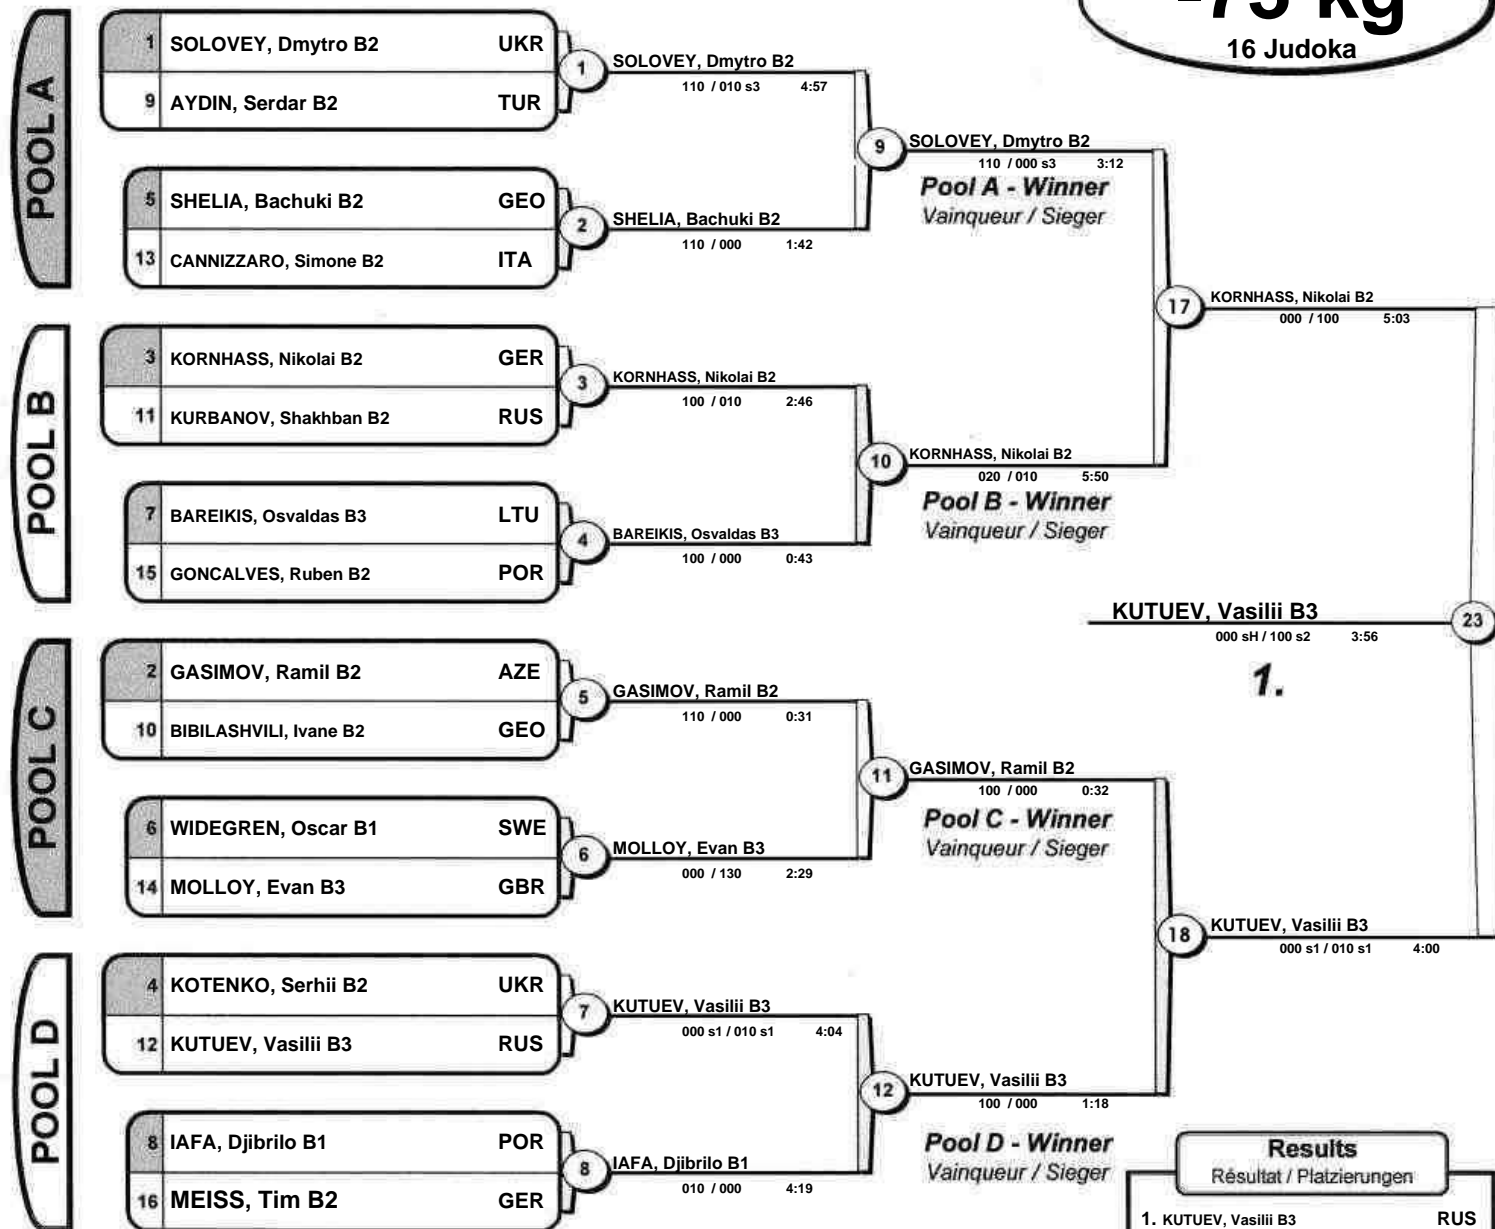 -73 kg
16 Judoka
POOL A
1 SOLOVEY, Dmytro B2 UKR
9 AYDIN, Serdar B2 TUR
1
SOLOVEY, Dmytro B2
110 / 010 s3 4:57
5 SHELIA, Bachuki B2 GEO
13 CANNIZZARO, Simone B2 ITA
2
SHELIA, Bachuki B2
110 / 000 1:42
9
SOLOVEY, Dmytro B2
110 / 000 s3 3:12
Pool A - Winner
Vainqueur / Sieger
POOL B
3 KORNHASS, Nikolai B2 GER
11 KURBANOV, Shakhban B2 RUS
3
KORNHASS, Nikolai B2
100 / 010 2:46
7 BAREIKIS, Osvaldas B3 LTU
15 GONCALVES, Ruben B2 POR
4
BAREIKIS, Osvaldas B3
100 / 000 0:43
10
KORNHASS, Nikolai B2
020 / 010 5:50
Pool B - Winner
Vainqueur / Sieger
17
KORNHASS, Nikolai B2
000 / 100 5:03
KUTUEV, Vasilii B3
23
000 sH / 100 s2 3:56
1.
POOL C
2 GASIMOV, Ramil B2 AZE
10 BIBILASHVILI, Ivane B2 GEO
5
GASIMOV, Ramil B2
110 / 000 0:31
6 WIDEGREN, Oscar B1 SWE
14 MOLLOY, Evan B3 GBR
6
MOLLOY, Evan B3
000 / 130 2:29
11
GASIMOV, Ramil B2
100 / 000 0:32
Pool C - Winner
Vainqueur / Sieger
POOL D
4 KOTENKO, Serhii B2 UKR
12 KUTUEV, Vasilii B3 RUS
7
KUTUEV, Vasilii B3
000 s1 / 010 s1 4:04
8 IAFA, Djibrilo B1 POR
16 MEISS, Tim B2 GER
8
IAFA, Djibrilo B1
010 / 000 4:19
12
KUTUEV, Vasilii B3
100 / 000 1:18
Pool D - Winner
Vainqueur / Sieger
18
KUTUEV, Vasilii B3
000 s1 / 010 s1 4:00
Results
Résultat / Platzierungen
1. KUTUEV, Vasilii B3 RUS